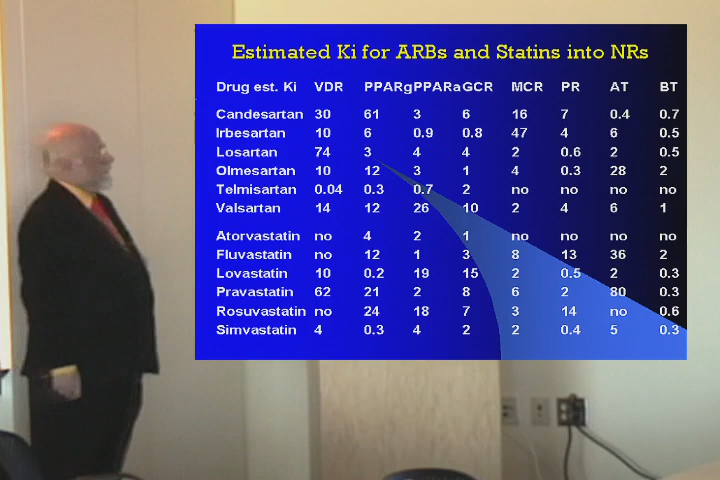 Estimated Ki for ARBs and Statins into NRs
Drug est. Ki VDR PPARgPPARaGCR MCR PR AT BT
Candesartan 30 61 3 6 16 7 0.4 0.7
Irbesartan 10 6 0.9 0.8 47 4 6 0.5
Losartan 74 3 4 4 2 0.6 2 0.5
Olmesartan 10 12 3 1 4 0.3 28 2
Telmisartan 0.04 0.3 0.7 2 no no no no
Valsartan 14 12 26 10 2 4 6 1
Atorvastatin no 4 2 1 no no no no
Fluvastatin no 12 1 3 8 13 36 2
Lovastatin 10 0.2 19 15 2 0.5 2 0.3
Pravastatin 62 21 2 8 6 2 80 0.3
Rosuvastatin no 24 18 7 3 14 no 0.6
Simvastatin 4 0.3 4 2 2 0.4 5 0.3